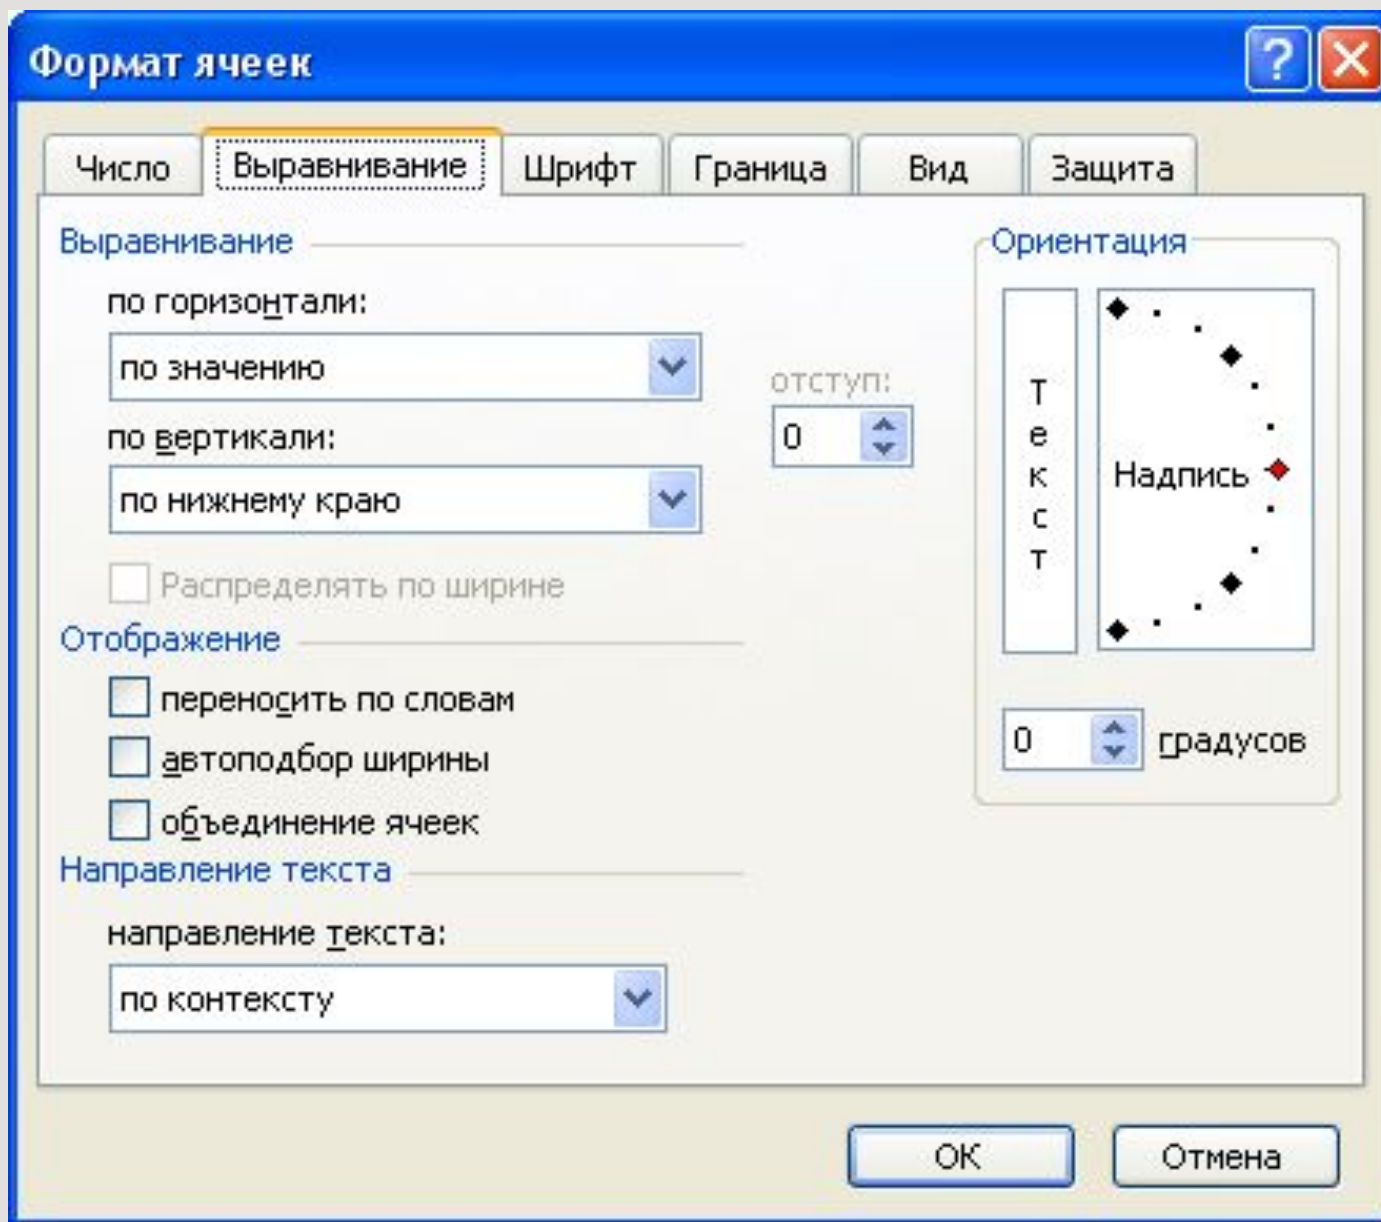 Формат ячеек
Число Выравнивание Шрифт Граница Вид Защита
Выравнивание
по горизонтали:
по значению
отступ:
0
по вертикали:
по нижнему краю
Распределять по ширине
Отображение
переносить по словам
автоподбор ширины
объединение ячеек
Направление текста
направление текста:
по контексту
Ориентация
Текст
Надпись
0 градусов
ОК Отмена